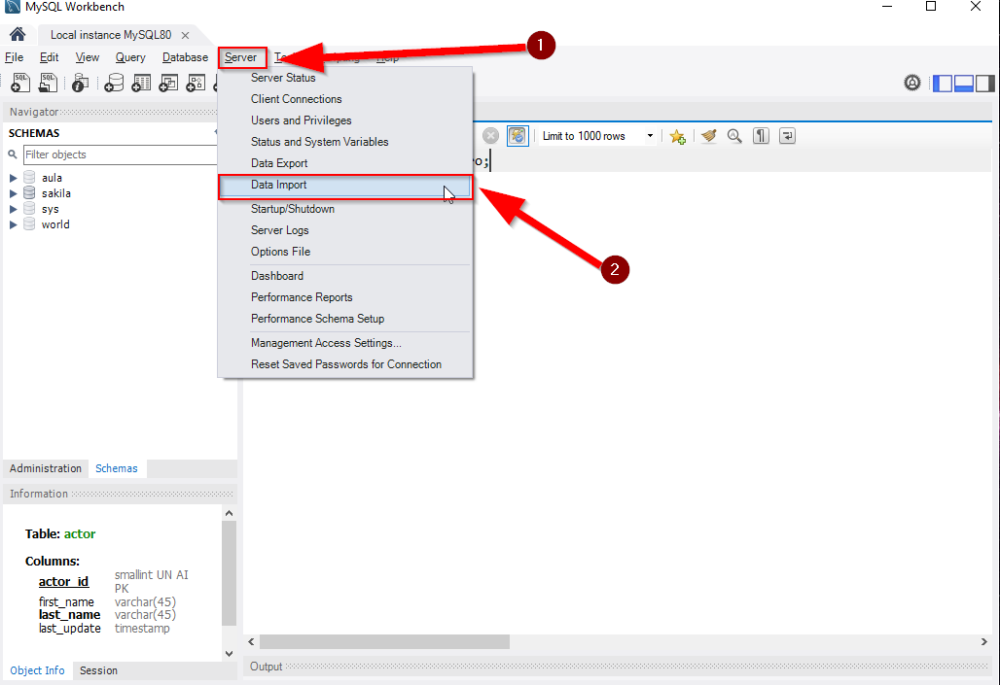 MySQL Workbench
Local instance MySQL80
File Edit View Query Database Server
1
Server Status
Client Connections
Users and Privileges
Status and System Variables
Data Export
Data Import
Startup/Shutdown
Server Logs
Options File
Dashboard
Performance Reports
Performance Schema Setup
Management Access Settings...
Reset Saved Passwords for Connection
2
SQL SQL
Navigator
SCHEMAS
Filter objects
aula
sakila
sys
world
Limit to 1000 rows
o;
Administration Schemas
Information
Table: actor
Columns:
actor_id smallint UN AI
PK
first_name varchar(45)
last_name varchar(45)
last_update timestamp
Object Info Session
Output